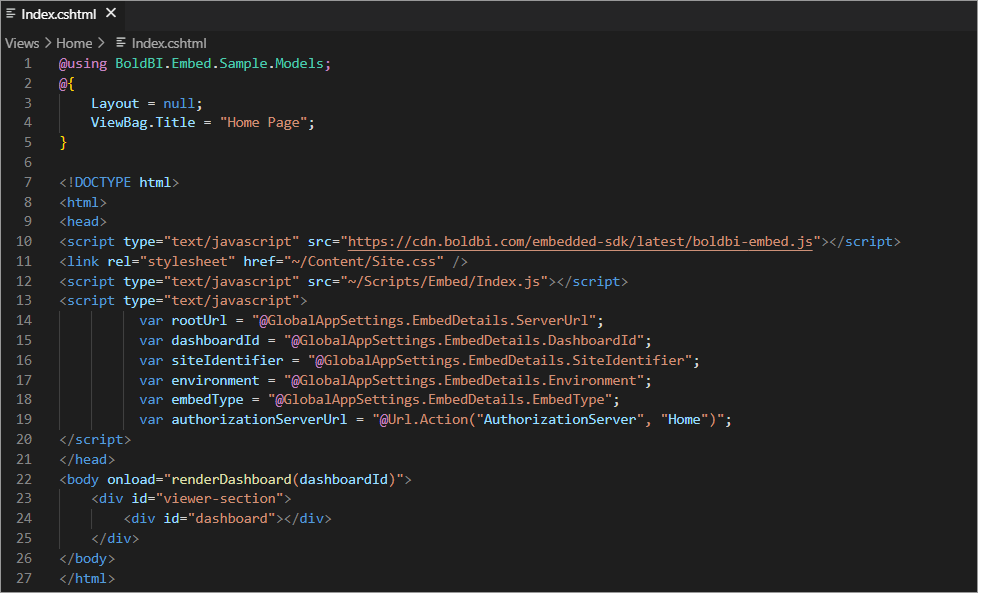 Index.cshtml
Views > Home > Index.cshtml
1 @using BoldBI.Embed.Sample.Models;
2 @{
3     Layout = null;
4     ViewBag.Title = "Home Page";
5 }
6
7 <!DOCTYPE html>
8 <html>
9 <head>
10 <script type="text/javascript" src="https://cdn.boldbi.com/embedded-sdk/latest/boldbi-embed.js"></script>
11 <link rel="stylesheet" href="~/Content/Site.css" />
12 <script type="text/javascript" src="~/Scripts/Embed/Index.js"></script>
13 <script type="text/javascript">
14           var rootUrl = "@GlobalAppSettings.EmbedDetails.ServerUrl";
15           var dashboardId = "@GlobalAppSettings.EmbedDetails.DashboardId";
16           var siteIdentifier = "@GlobalAppSettings.EmbedDetails.SiteIdentifier";
17           var environment = "@GlobalAppSettings.EmbedDetails.Environment";
18           var embedType = "@GlobalAppSettings.EmbedDetails.EmbedType";
19           var authorizationServerUrl = "@Url.Action("AuthorizationServer", "Home")";
20 </script>
21 </head>
22 <body onload="renderDashboard(dashboardId)">
23     <div id="viewer-section">
24         <div id="dashboard"></div>
25     </div>
26 </body>
27 </html>